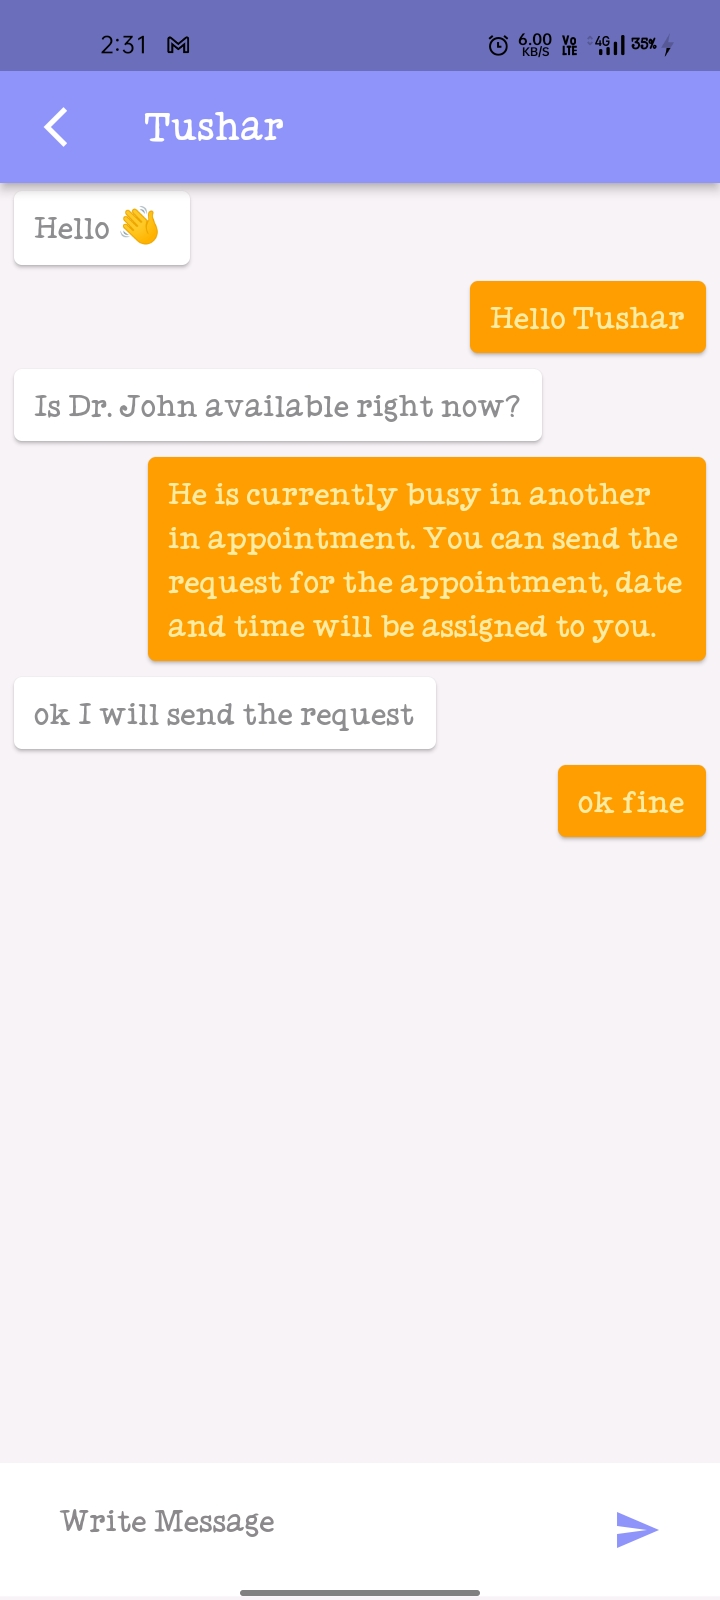 2:31 6.00 KB/S Vo LTE 4G 35%
Tushar
Hello 👋
Hello Tushar
Is Dr. John available right now?
He is currently busy in another
in appointment. You can send the
request for the appointment, date
and time will be assigned to you.
ok I will send the request
ok fine
Write Message